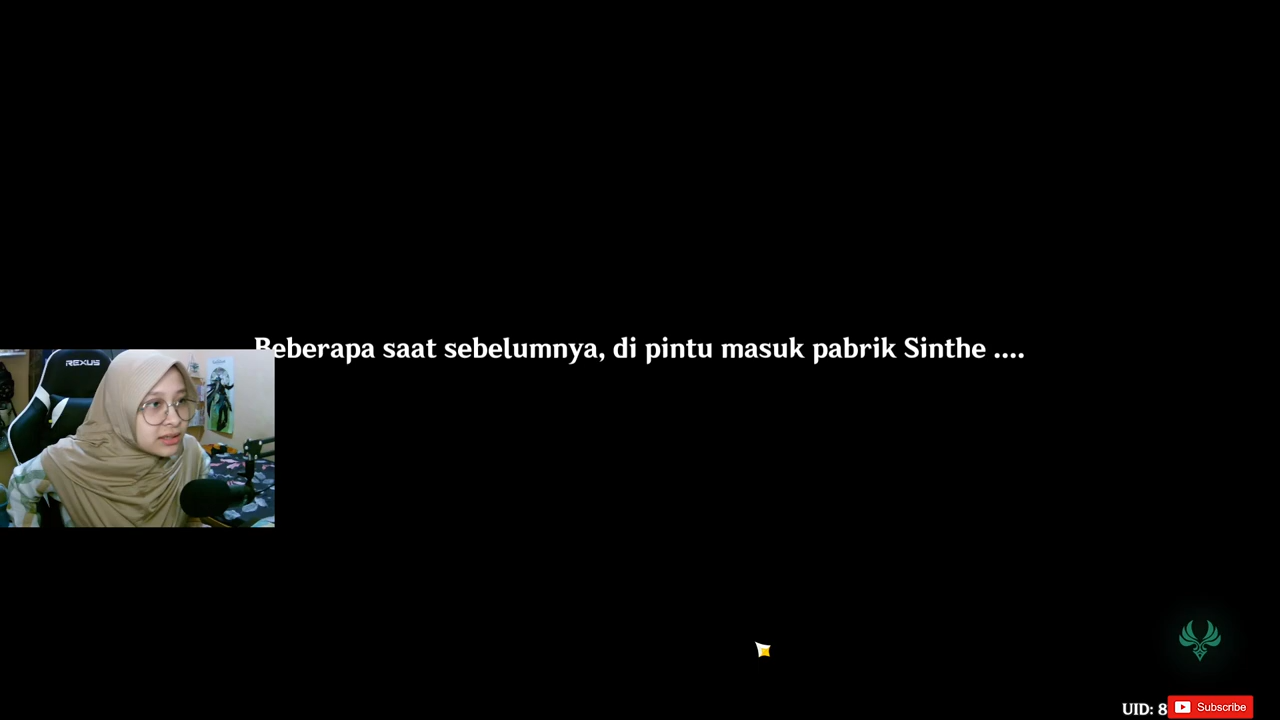 Beberapa saat sebelumnya, di pintu masuk pabrik Sinthe ....
REXUS
UID: 8
Subscribe